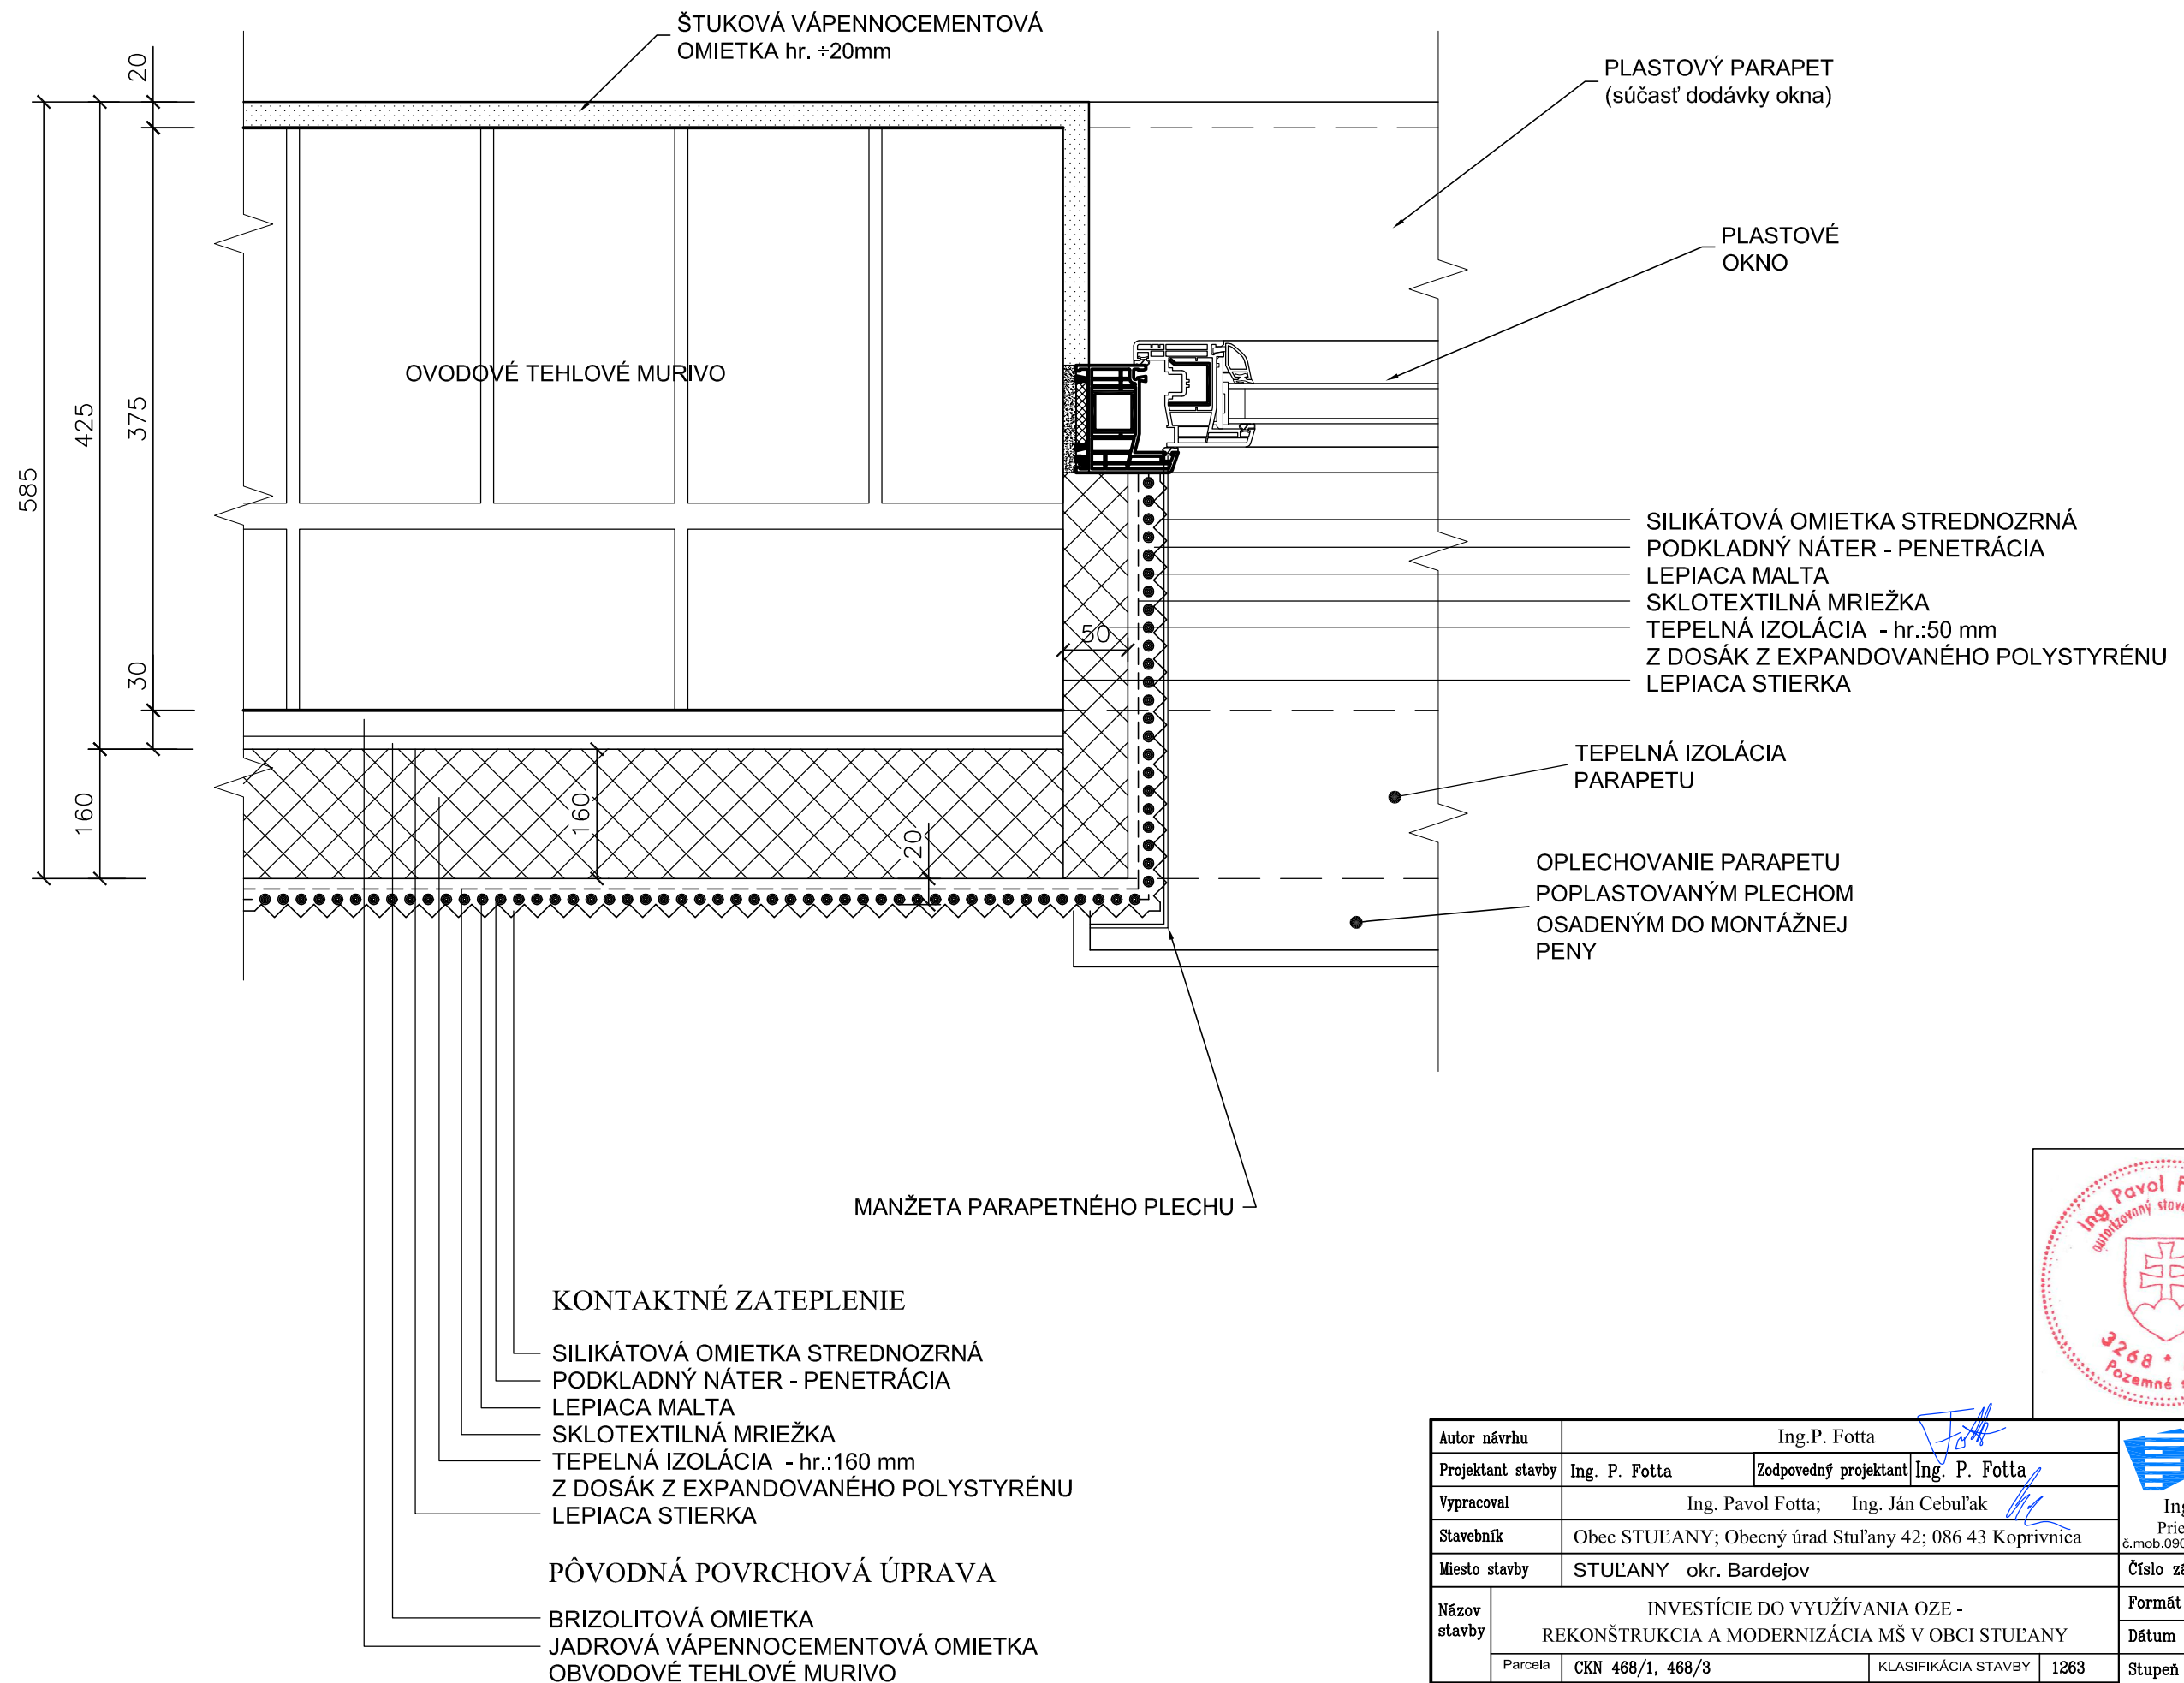 ŠTUKOVÁ VÁPENNOCEMENTOVÁ
OMIETKA hr. ÷20mm
PLASTOVÝ PARAPET
(súčasť dodávky okna)
PLASTOVÉ
OKNO
20
585
425
375
30
160
OVODOVÉ TEHLOVÉ MURIVO
50
160
20
SILIKÁTOVÁ OMIETKA STREDNOZRNÁ
PODKLADNÝ NÁTER - PENETRÁCIA
LEPIACA MALTA
SKLOTEXTILNÁ MRIEŽKA
TEPELNÁ IZOLÁCIA - hr.:50 mm
Z DOSÁK Z EXPANDOVANÉHO POLYSTYRÉNU
LEPIACA STIERKA
TEPELNÁ IZOLÁCIA
PARAPETU
OPLECHOVANIE PARAPETU
POPLASTOVANÝM PLECHOM
OSADENÝM DO MONTÁŽNEJ
PENY
MANŽETA PARAPETNÉHO PLECHU
KONTAKTNÉ ZATEPLENIE
SILIKÁTOVÁ OMIETKA STREDNOZRNÁ
PODKLADNÝ NÁTER - PENETRÁCIA
LEPIACA MALTA
SKLOTEXTILNÁ MRIEŽKA
TEPELNÁ IZOLÁCIA - hr.:160 mm
Z DOSÁK Z EXPANDOVANÉHO POLYSTYRÉNU
LEPIACA STIERKA
PÔVODNÁ POVRCHOVÁ ÚPRAVA
BRIZOLITOVÁ OMIETKA
JADROVÁ VÁPENNOCEMENTOVÁ OMIETKA
OBVODOVÉ TEHLOVÉ MURIVO
Ing. Pavol
3268 *
Pozemné
Autor návrhu Ing.P. Fotta
Projektant stavby Ing. P. Fotta Zodpovedný projektant Ing. P. Fotta
Vypracoval Ing. Pavol Fotta; Ing. Ján Cebuľak
Stavebník Obec STUĽANY; Obecný úrad Stuľany 42; 086 43 Koprivnica
Miesto stavby STUĽANY okr. Bardejov
Názov stavby INVESTÍCIE DO VYUŽÍVANIA OZE -
REKONŠTRUKCIA A MODERNIZÁCIA MŠ V OBCI STUĽANY
Parcela CKN 468/1, 468/3 KLASIFIKÁCIA STAVBY 1263
č.mob.090
Číslo
Formát
Dátum
Stupeň